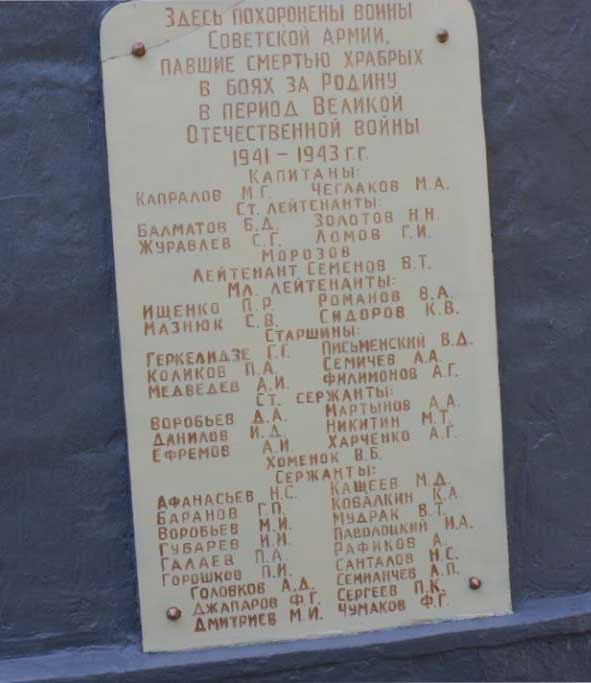 Здесь похоронены воины
Советской Армии,
павшие смертью храбрых
в боях за Родину
в период Великой
Отечественной войны
1941 – 1943 г.г.
Капитаны:
Капралов М.Г. Чеглаков М.А.
Ст. лейтенанты:
Балматов Б.Д. Золотов Н.Н.
Журавлев С.Г. Ломов Г.И.
Морозов
Лейтенант Семенов В.Т.
Мл. лейтенанты:
Ищенко П.Р. Романов В.А.
Мазнюк С.В. Сидоров К.В.
Старшины:
Геркелидзе Г.Г. Письменский В.Д.
Коликов П.А. Семичев А.А.
Медведев А.И. Филимонов А.Г.
Ст. сержанты:
Воробьев Д.А. Мартынов А.А.
Данилов И.Д. Никитин М.Т.
Ефремов А.И. Харченко А.Г.
Хоменок В.Б.
Сержанты:
Афанасьев Н.С. Кащеев М.Д.
Баранов Г.П. Ковалкин К.А.
Воробьев М.И. Мудрак В.Т.
Губарев И.И. Паволоцкий И.А.
Галаев П.А. Рафиков А.
Горошков П.И. Санталов Н.С.
Головков А.Д. Семианчев А.П.
Джапаров Ф.Г. Сергеев П.К.
Дмитриев М.И. Чумаков Ф.Г.